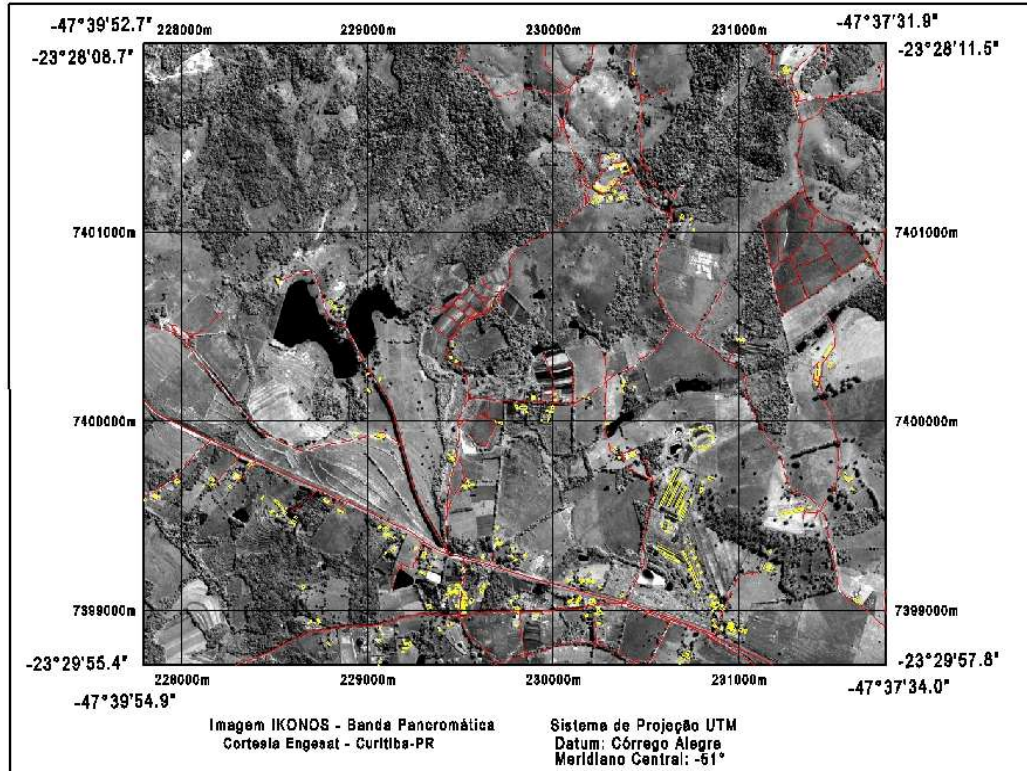 -47°39'52.7"
228000m 229000m 230000m 231000m
-47°37'31.9"
-23°28'08.7"
-23°28'11.5"
7401000m 7401000m
7400000m 7400000m
7399000m 7399000m
-23°29'55.4"
-23°29'57.8"
228000m 229000m 230000m 231000m
-47°39'54.9"
-47°37'34.0"
Imagem IKONOS - Banda Pancromática
Cortesia Engesat - Curitiba-PR
Sistema de Projeção UTM
Datum: Córrego Alegre
Meridiano Central: -51°